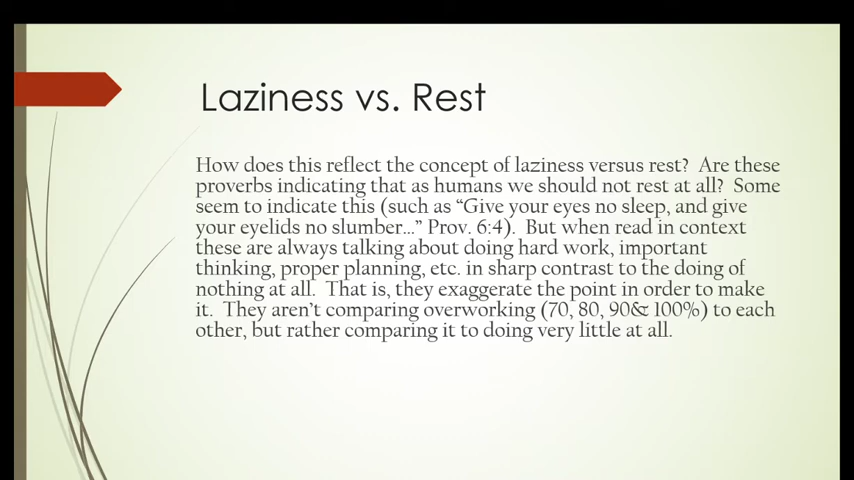 Laziness vs. Rest
How does this reflect the concept of laziness versus rest? Are these
proverbs indicating that as humans we should not rest at all? Some
seem to indicate this (such as “Give your eyes no sleep, and give
your eyelids no slumber...” Prov. 6:4). But when read in context
these are always talking about doing hard work, important
thinking, proper planning, etc. in sharp contrast to the doing of
nothing at all. That is, they exaggerate the point in order to make
it. They aren’t comparing overworking (70, 80, 90& 100%) to each
other, but rather comparing it to doing very little at all.